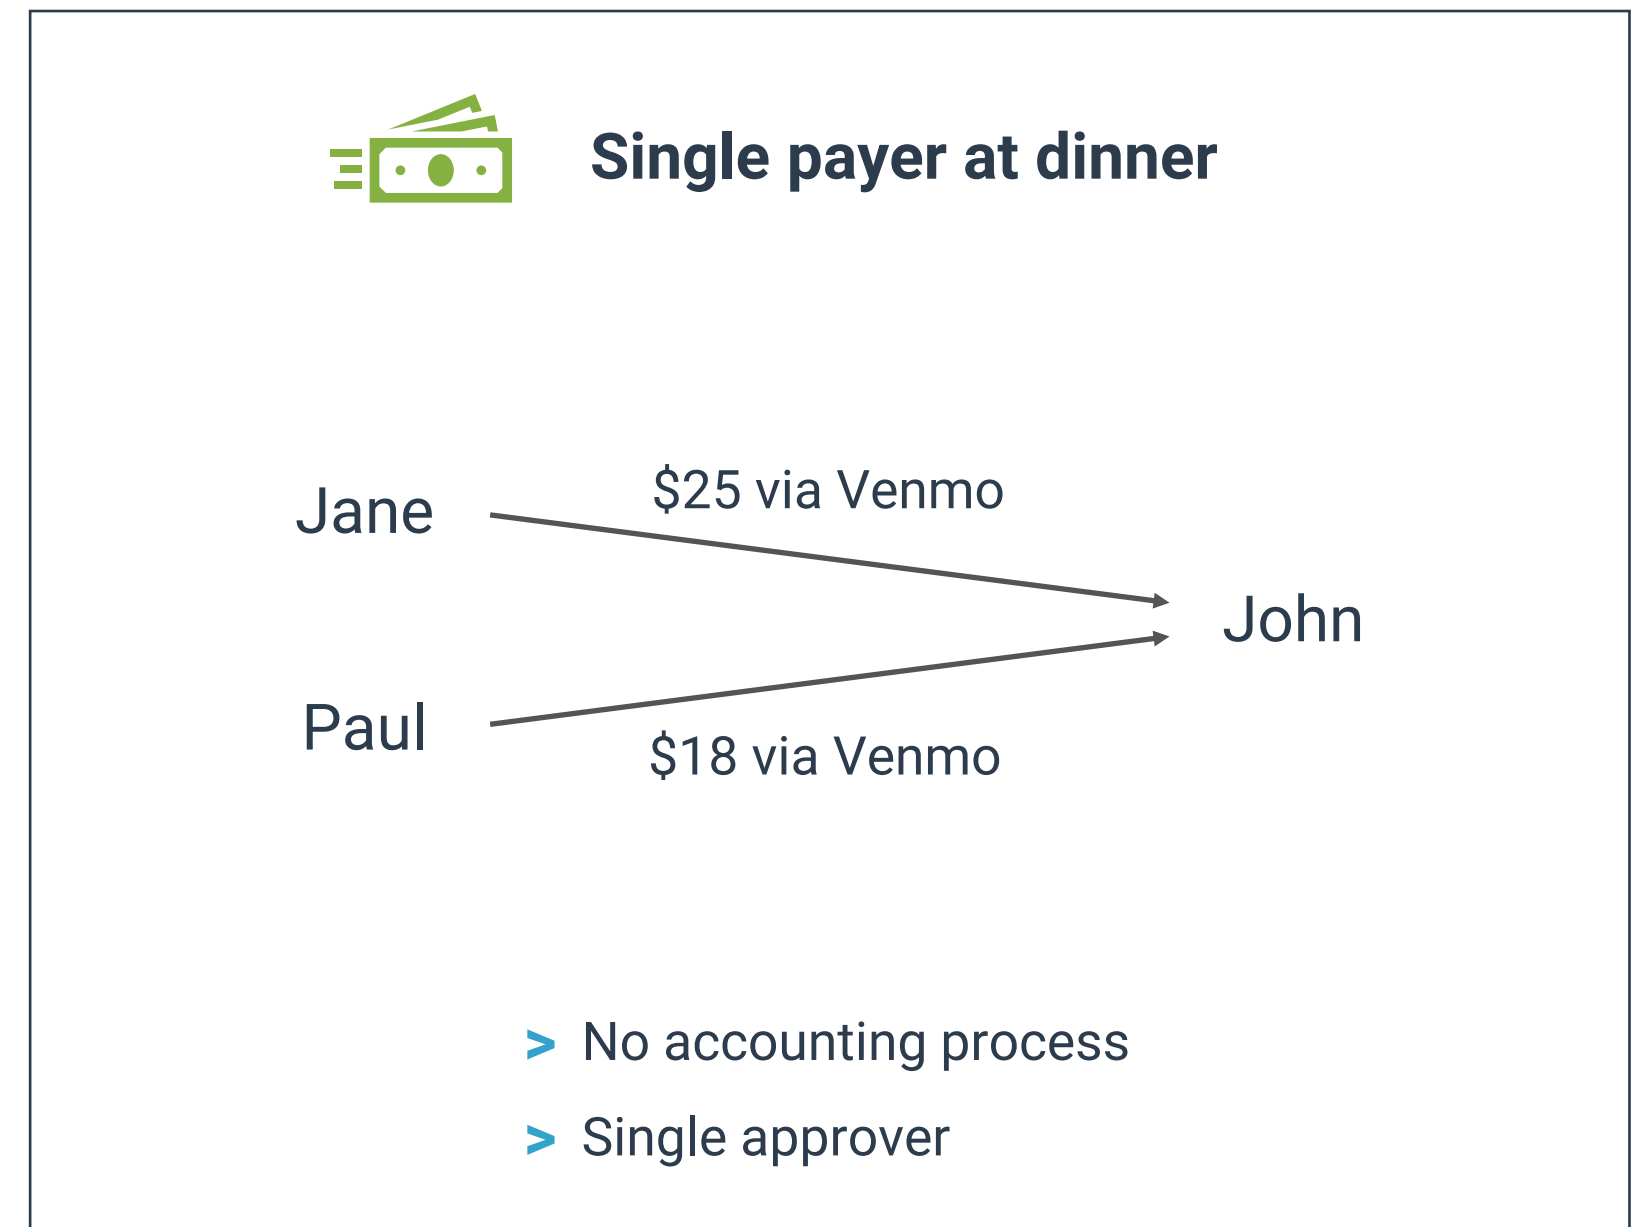 Single payer at dinner
$25 via Venmo
Jane
John
Paul
$18 via Venmo
> No accounting process
> Single approver